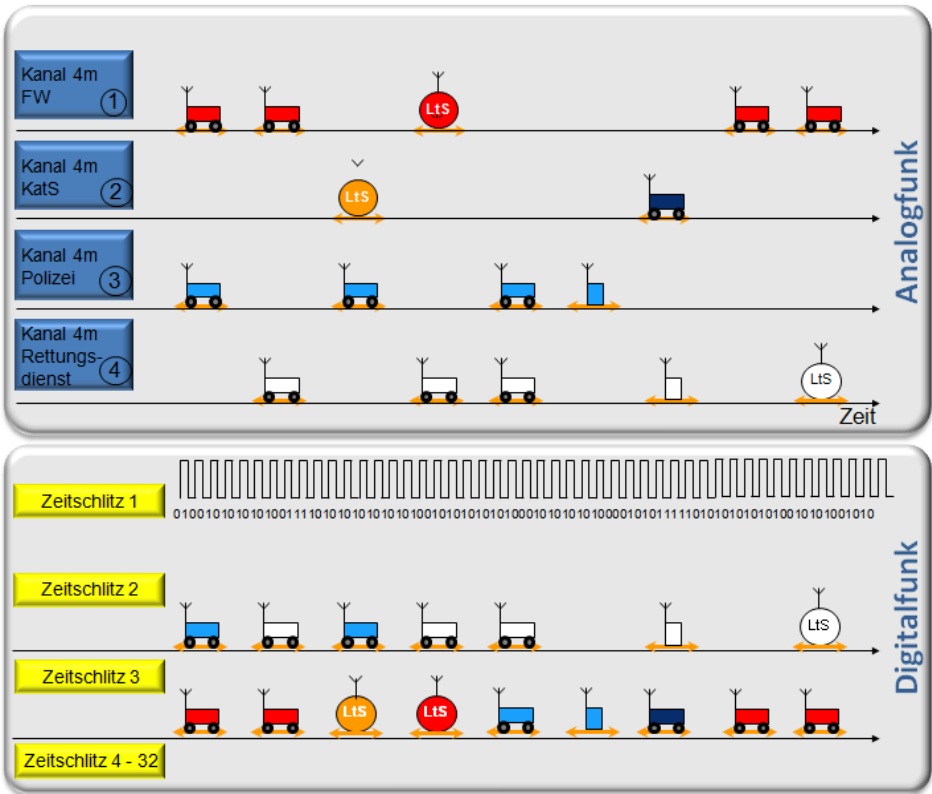 Kanal 4m
FW
1
LtS
Kanal 4m
KatS
2
LtS
Kanal 4m
Polizei
3
Kanal 4m
Rettungs-
dienst
4
LtS
Zeit
Analogfunk
Zeitschlitz 1
Zeitschlitz 2
LtS
Zeitschlitz 3
LtS
LtS
Zeitschlitz 4 - 32
Digitalfunk